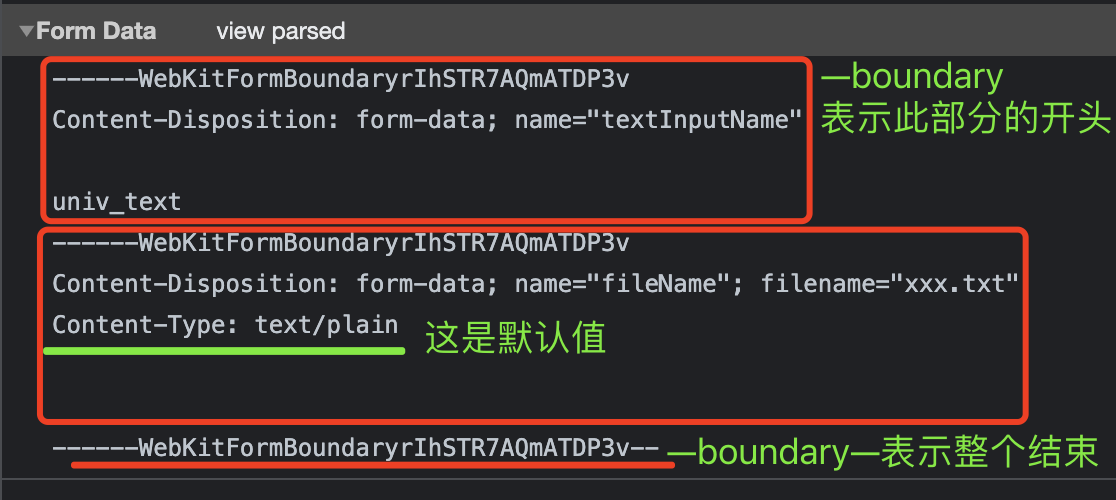 ▼Form Data view parsed
------WebKitFormBoundaryrIhSTR7AQmATDP3v
—boundary
Content-Disposition: form-data; name="textInputName"
表示此部分的开头
univ_text
------WebKitFormBoundaryrIhSTR7AQmATDP3v
Content-Disposition: form-data; name="fileName"; filename="xxx.txt"
Content-Type: text/plain
这是默认值
------WebKitFormBoundaryrIhSTR7AQmATDP3v--
—boundary—表示整个结束